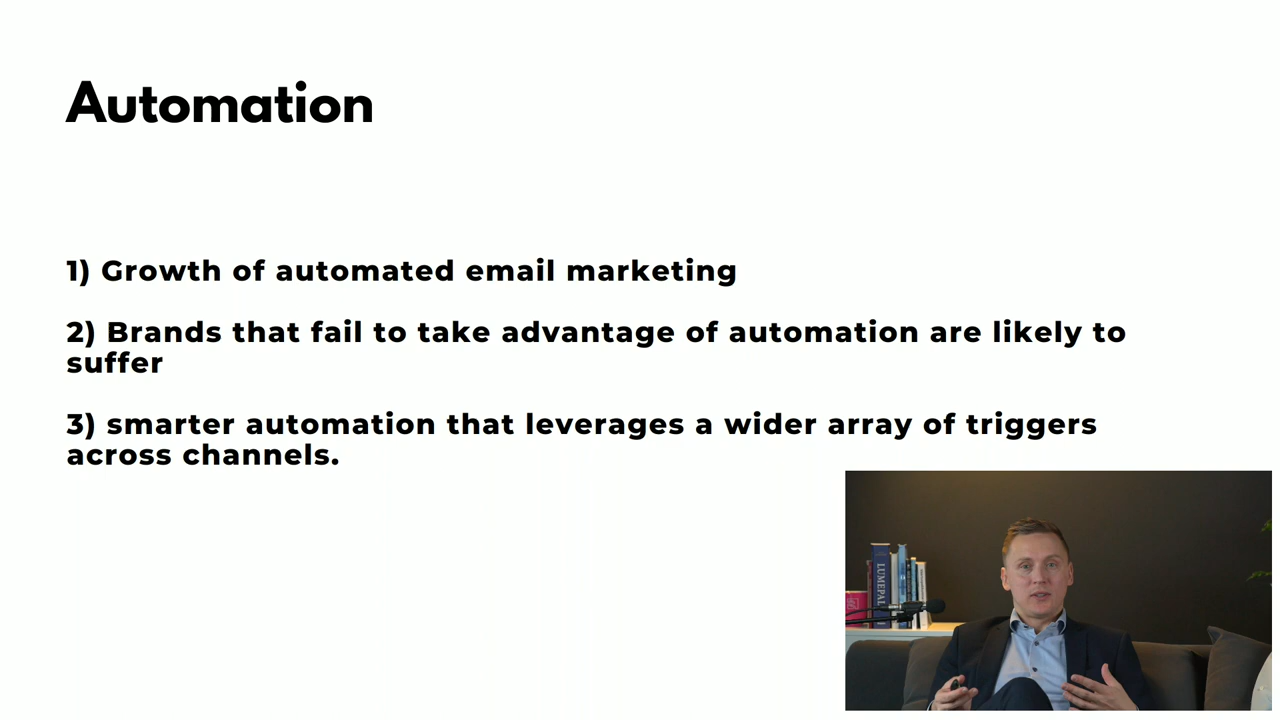 Automation
1) Growth of automated email marketing
2) Brands that fail to take advantage of automation are likely to
suffer
3) smarter automation that leverages a wider array of triggers
across channels.
LUMEPAL